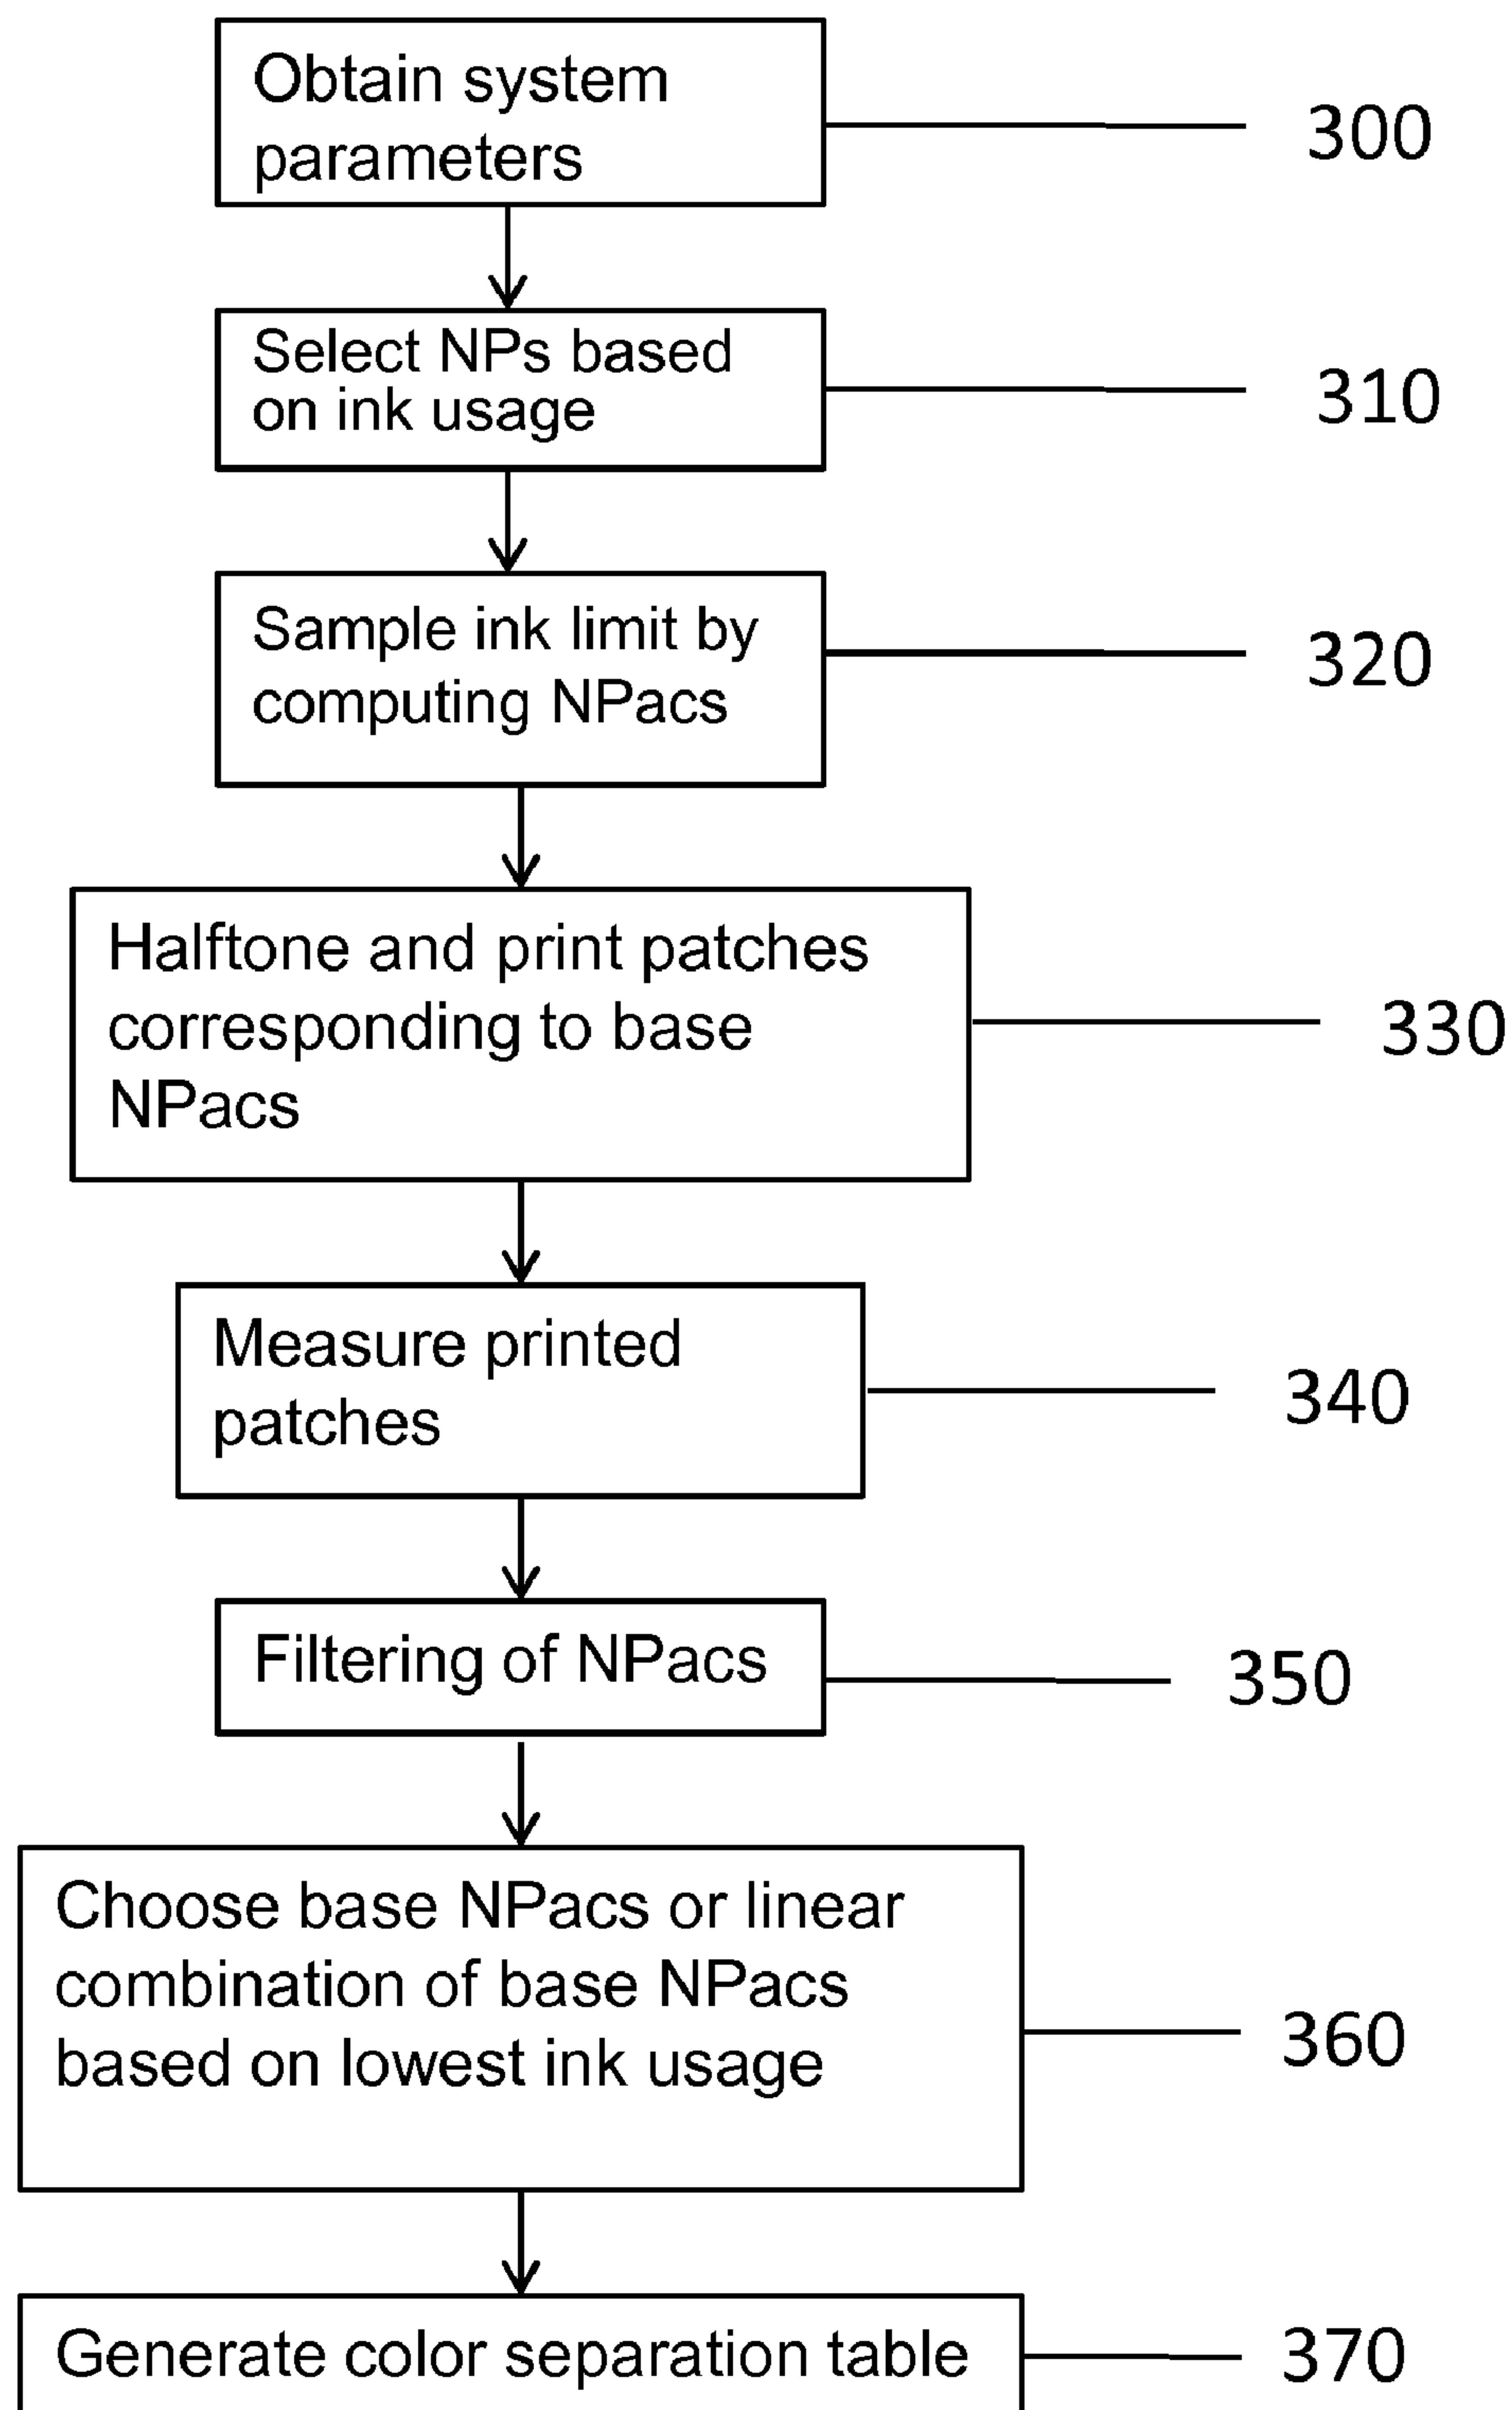 Obtain system
parameters
300
Select NPs based
on ink usage
310
Sample ink limit by
computing NPacs
320
Halftone and print patches
corresponding to base
NPacs
330
Measure printed
patches
340
Filtering of NPacs
350
Choose base NPacs or linear
combination of base NPacs
based on lowest ink usage
360
Generate color separation table
370